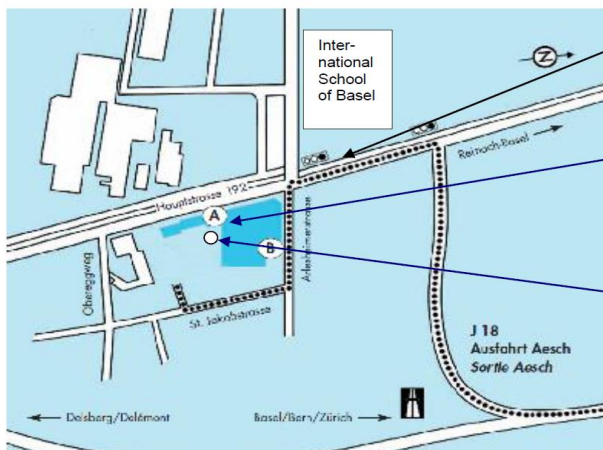 Inter-
national
School
of Basel
N
Reinach-Basel
Hauptstrasse 192
A
B
Arlesheimerstrasse
Obereggweg
St. Jakobstrasse
J 18
Ausfahrt Aesch
Sortie Aesch
Delsberg/Delémont
Basel/Bern/Zürich